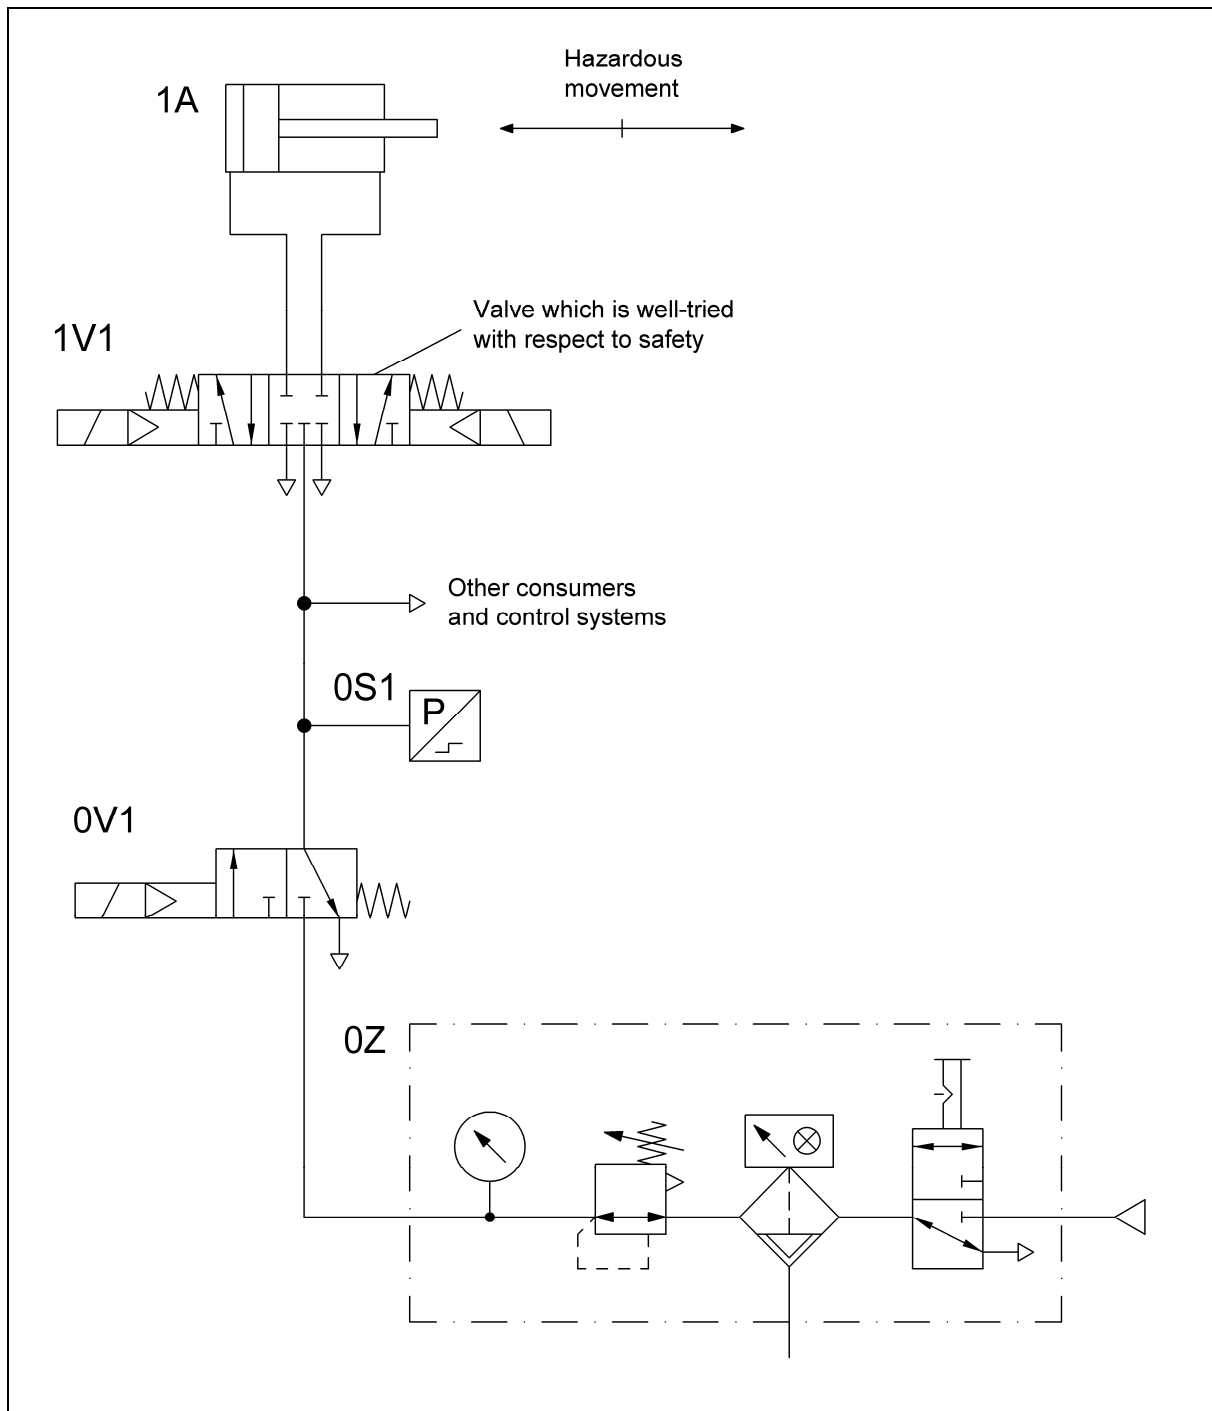 Hazardous
movement
1A
Valve which is well-tried
with respect to safety
1V1
Other consumers
and control systems
0S1
P
0V1
0Z